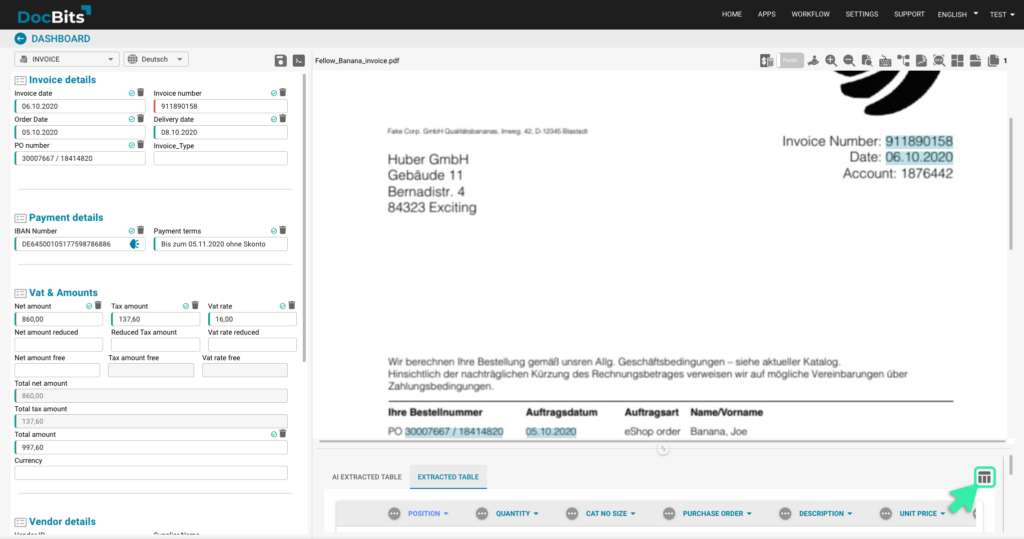 DocBits
HOME APPS WORKFLOW SETTINGS SUPPORT ENGLISH TEST
DASHBOARD
INVOICE Deutsch
Invoice details
Invoice date Invoice number
06.10.2020 911890158
Order Date Delivery date
05.10.2020 08.10.2020
PO number Invoice_Type
30007667 / 18414820
Payment details
IBAN Number Payment terms
DE64500105177598786886 Bis zum 05.11.2020 ohne Skonto
Vat & Amounts
Net amount Tax amount Vat rate
860,00 137,60 16,00
Net amount reduced Reduced Tax amount Vat rate reduced
Net amount free Tax amount free Vat rate free
Total net amount
860,00
Total tax amount
137,60
Total amount
997,60
Currency
Vendor details
Fellow_Banana_invoice.pdf
1
Fake Corp. GmbH Qualitätsbananas, Irrweg. 42, D-12345 Blastadt
Huber GmbH
Gebäude 11
Bernadistr. 4
84323 Exciting
Invoice Number: 911890158
Date: 06.10.2020
Account: 1876442
Wir berechnen Ihre Bestellung gemäß unsren Allg. Geschäftsbedingungen – siehe aktueller Katalog.
Hinsichtlich der nachträglichen Kürzung des Rechnungsbetrages verweisen wir auf mögliche Vereinbarungen über
Zahlungsbedingungen.
Ihre Bestellnummer Auftragsdatum Auftragsart Name/Vorname
PO 30007667 / 18414820 05.10.2020 eShop order Banana, Joe
AI EXTRACTED TABLE EXTRACTED TABLE
POSITION QUANTITY CAT NO SIZE PURCHASE ORDER DESCRIPTION UNIT PRICE